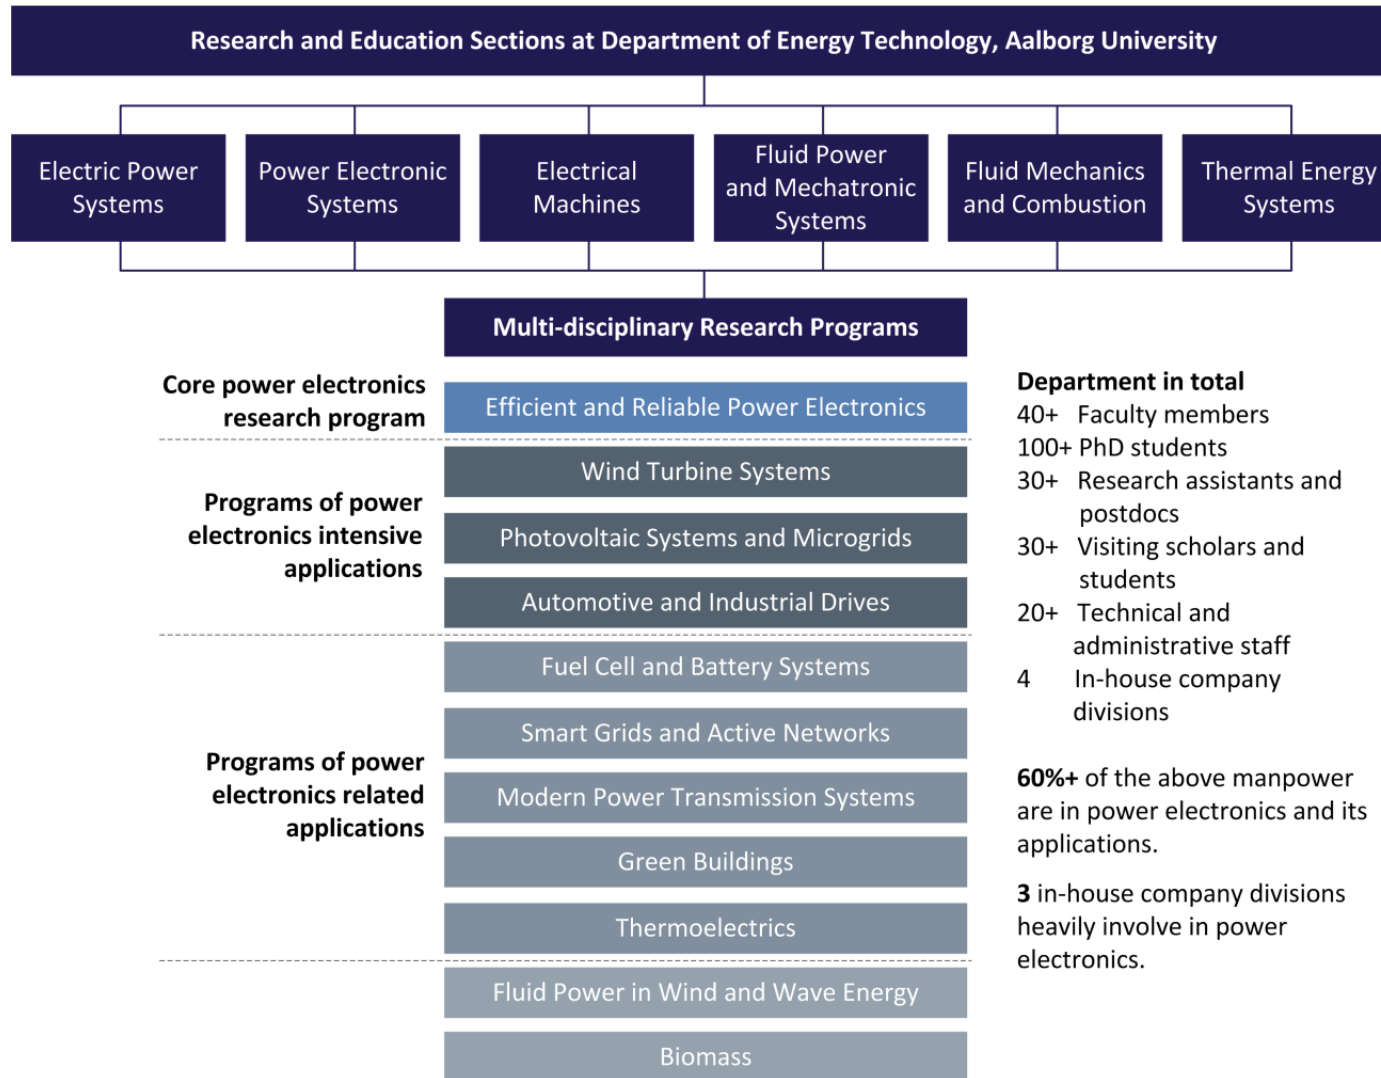 Research and Education Sections at Department of Energy Technology, Aalborg University
Electric Power
Systems
Power Electronic
Systems
Electrical
Machines
Fluid Power
and Mechatronic
Systems
Fluid Mechanics
and Combustion
Thermal Energy
Systems
Multi-disciplinary Research Programs
Core power electronics
research program
Efficient and Reliable Power Electronics
Programs of power
electronics intensive
applications
Wind Turbine Systems
Photovoltaic Systems and Microgrids
Automotive and Industrial Drives
Programs of power
electronics related
applications
Fuel Cell and Battery Systems
Smart Grids and Active Networks
Modern Power Transmission Systems
Green Buildings
Thermoelectrics
Fluid Power in Wind and Wave Energy
Biomass
Department in total
40+ Faculty members
100+ PhD students
30+ Research assistants and
postdocs
30+ Visiting scholars and
students
20+ Technical and
administrative staff
4 In-house company
divisions
60%+ of the above manpower
are in power electronics and its
applications.
3 in-house company divisions
heavily involve in power
electronics.